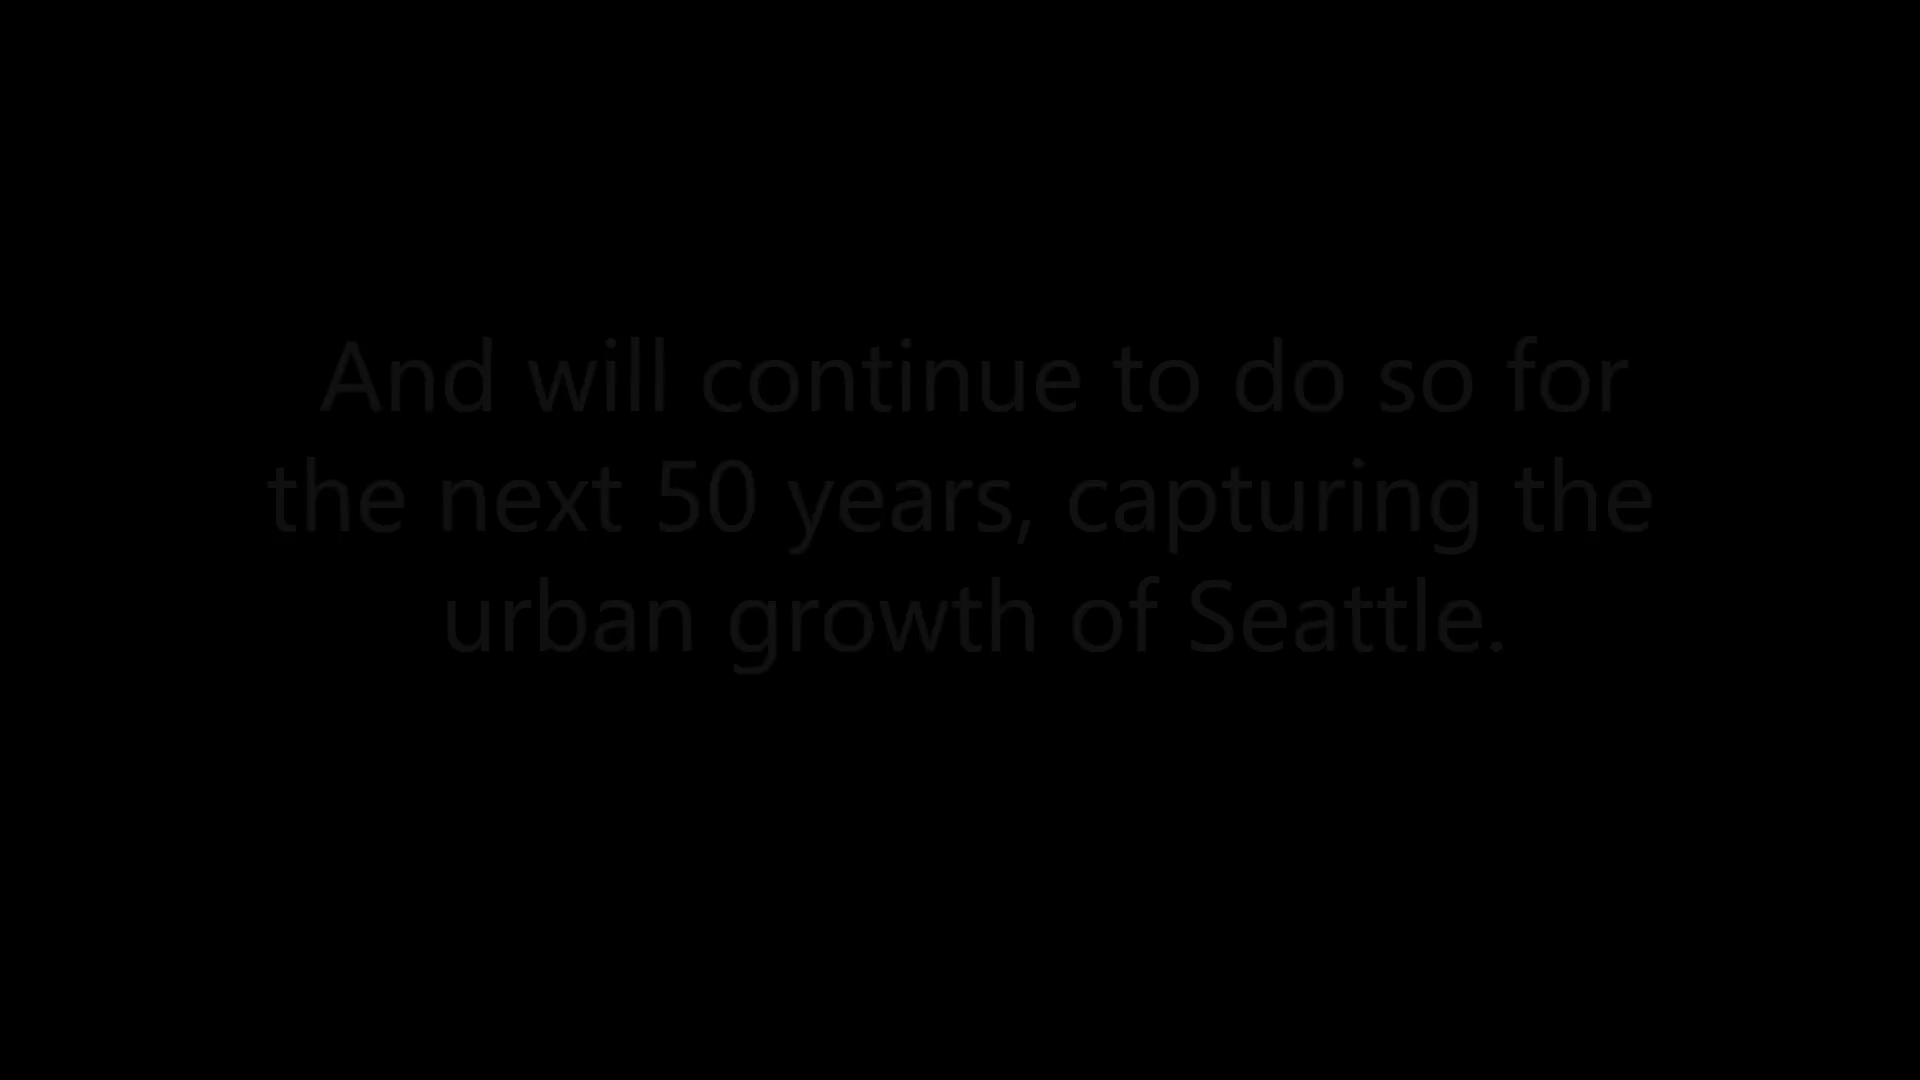 And will continue to do so for
the next 50 years, capturing the
urban growth of Seattle.